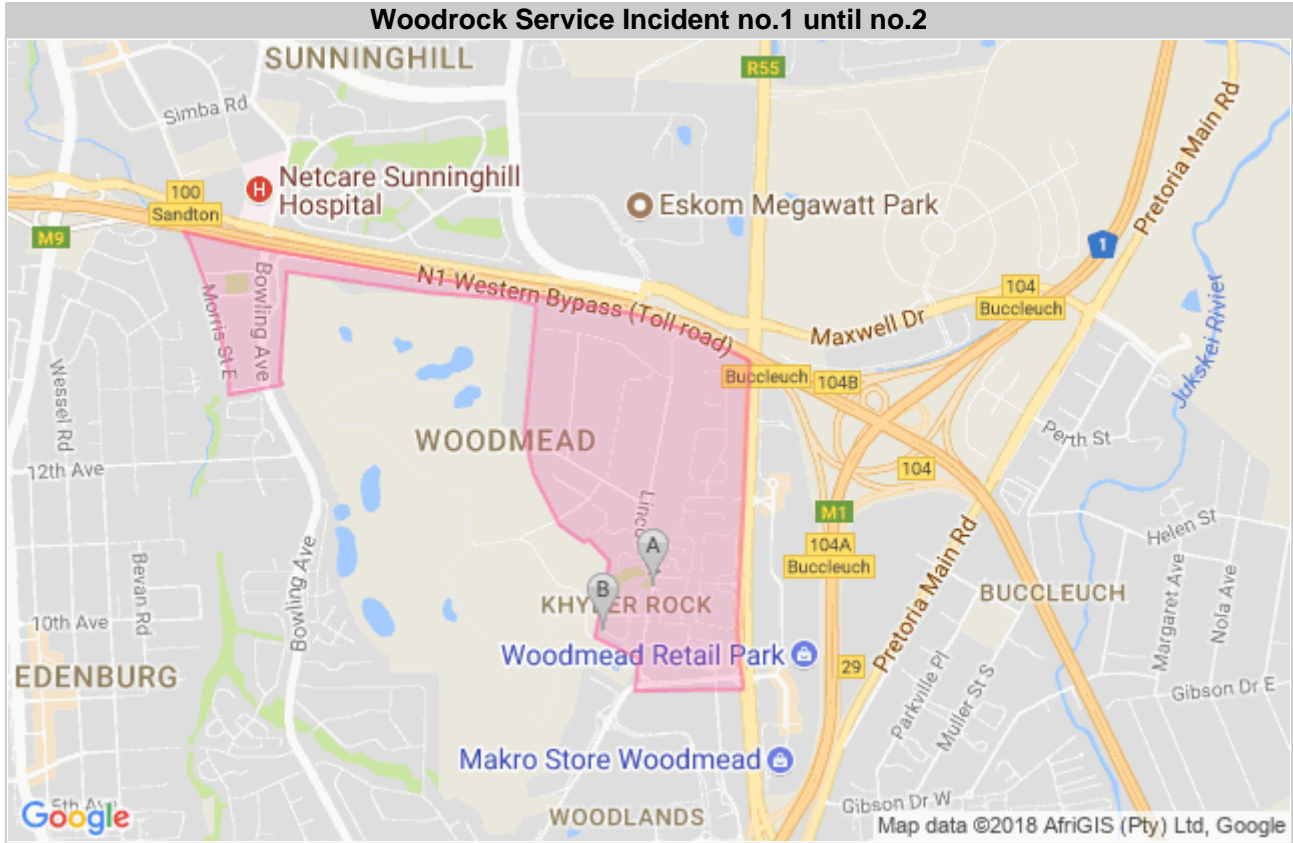 Woodrock Service Incident no.1 until no.2
SUNNINGHILL
R55
Simba Rd
Pretoria Main Rd
H
Netcare Sunninghill
Hospital
100
Sandton
Eskom Megawatt Park
M9
1
N1 Western Bypass (Toll road)
104
Buccleuch
Bowling Ave
Morris St E
Maxwell Dr
Jukskei Rivier
Wessel Rd
Buccleuch
104B
WOODMEAD
Perth St
12th Ave
104
M1
Helen St
104A
Buccleuch
A
B
Bevan Rd
Bowling Ave
KHYBER ROCK
10th Ave
BUCCLEUCH
Margaret Ave
Nola Ave
Woodmead Retail Park
29
Pretoria Main Rd
EDENBURG
Parkville Pl
Muller St S
Gibson Dr E
Makro Store Woodmead
Gibson Dr W
5th Ave
Google
WOODLANDS
Map data ©2018 AfriGIS (Pty) Ltd, Google